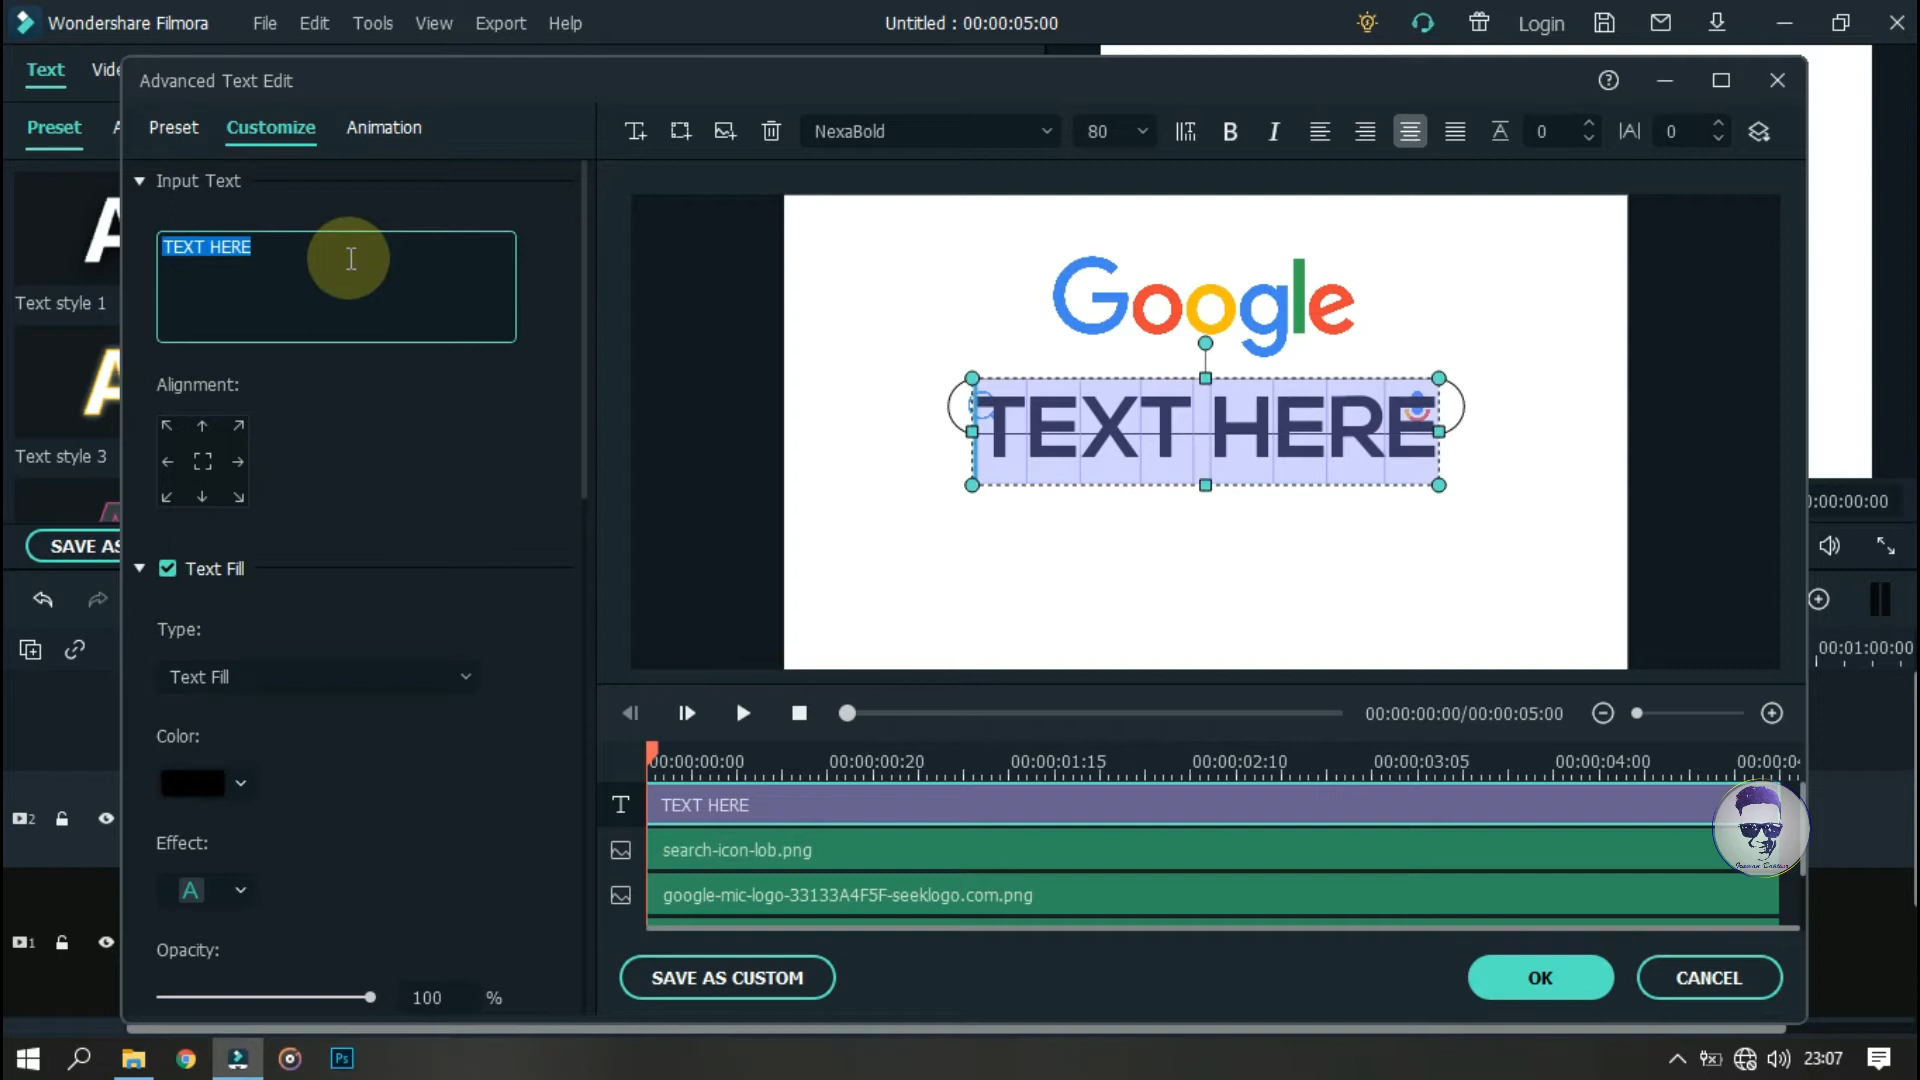 Wondershare Filmora File Edit Tools View Export Help Untitled : 00:00:05:00 Login
Text
Advanced Text Edit
Preset
Preset Customize Animation
NexaBold 80 B I 0 0
Input Text
TEXT HERE
Google
TEXT HERE
Text style 1
Alignment:
Text style 3
:00:00:00
SAVE AS
Text Fill
Type:
Text Fill
00:01:00:00
Color:
00:00:00:00/00:00:05:00
00:00:00:00 00:00:00:20 00:00:01:15 00:00:02:10 00:00:03:05 00:00:04:00
T TEXT HERE
2
Effect:
A
search-icon-lob.png
google-mic-logo-33133A4F5F-seeklogo.com.png
1
Opacity:
100 %
SAVE AS CUSTOM OK CANCEL
Ps 23:07